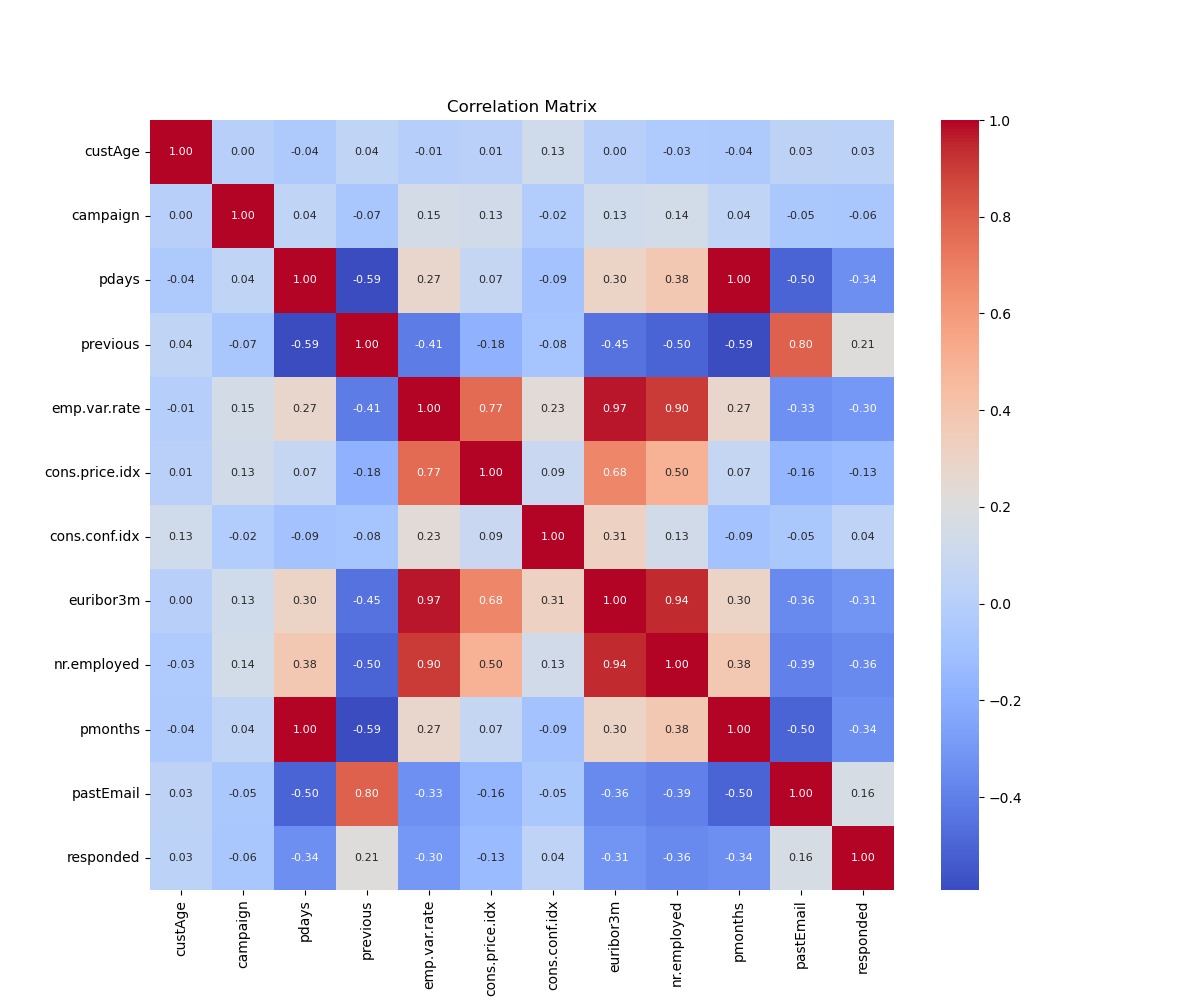 Correlation Matrix
custAge 1.00 0.00 -0.04 0.04 -0.01 0.01 0.13 0.00 -0.03 -0.04 0.03 0.03
campaign 0.00 1.00 0.04 -0.07 0.15 0.13 -0.02 0.13 0.14 0.04 -0.05 -0.06
pdays -0.04 0.04 1.00 -0.59 0.27 0.07 -0.09 0.30 0.38 1.00 -0.50 -0.34
previous 0.04 -0.07 -0.59 1.00 -0.41 -0.18 -0.08 -0.45 -0.50 -0.59 0.80 0.21
emp.var.rate -0.01 0.15 0.27 -0.41 1.00 0.77 0.23 0.97 0.90 0.27 -0.33 -0.30
cons.price.idx 0.01 0.13 0.07 -0.18 0.77 1.00 0.09 0.68 0.50 0.07 -0.16 -0.13
cons.conf.idx 0.13 -0.02 -0.09 -0.08 0.23 0.09 1.00 0.31 0.13 -0.09 -0.05 0.04
euribor3m 0.00 0.13 0.30 -0.45 0.97 0.68 0.31 1.00 0.94 0.30 -0.36 -0.31
nr.employed -0.03 0.14 0.38 -0.50 0.90 0.50 0.13 0.94 1.00 0.38 -0.39 -0.36
pmonths -0.04 0.04 1.00 -0.59 0.27 0.07 -0.09 0.30 0.38 1.00 -0.50 -0.34
pastEmail 0.03 -0.05 -0.50 0.80 -0.33 -0.16 -0.05 -0.36 -0.39 -0.50 1.00 0.16
responded 0.03 -0.06 -0.34 0.21 -0.30 -0.13 0.04 -0.31 -0.36 -0.34 0.16 1.00
custAge campaign pdays previous emp.var.rate cons.price.idx cons.conf.idx euribor3m nr.employed pmonths pastEmail responded
1.0
0.8
0.6
0.4
0.2
0.0
−0.2
−0.4